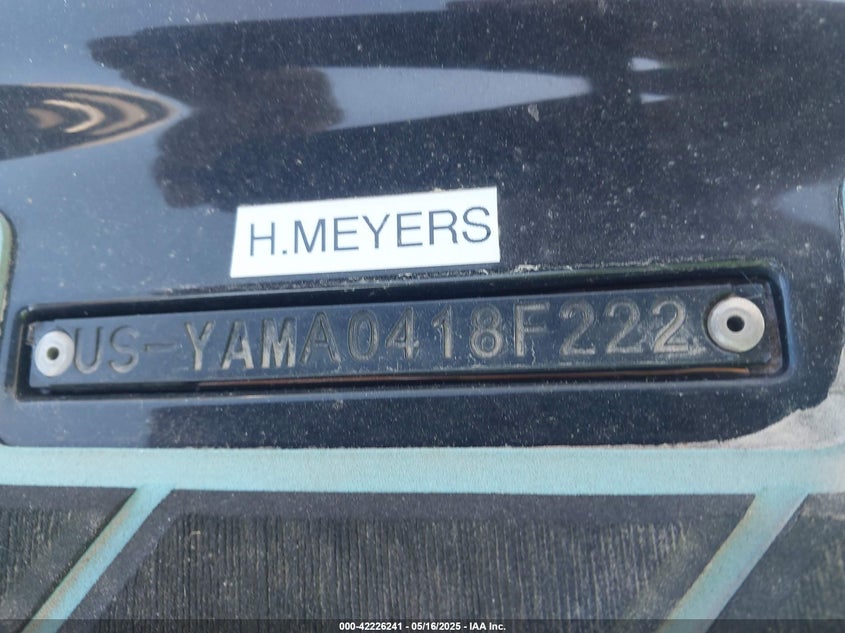 H.MEYERS
US-YAMA0418F222
000-42226241 - 05/16/2025 - IAA Inc.